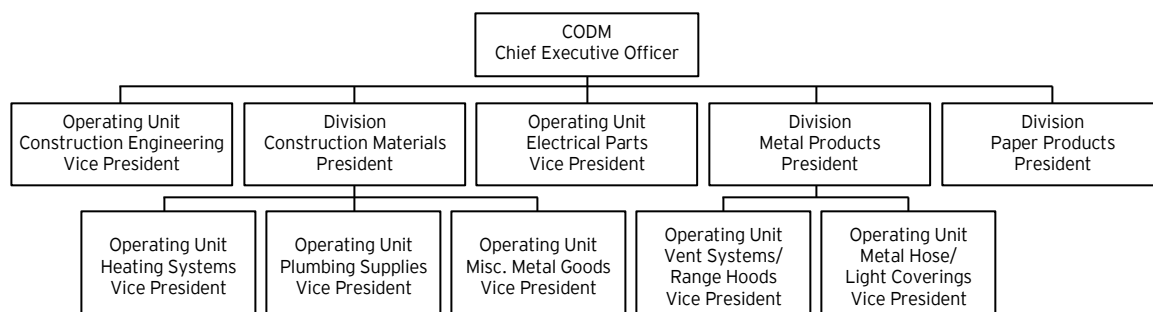 CODM
Chief Executive Officer
Operating Unit
Construction Engineering
Vice President
Division
Construction Materials
President
Operating Unit
Electrical Parts
Vice President
Division
Metal Products
President
Division
Paper Products
President
Operating Unit
Heating Systems
Vice President
Operating Unit
Plumbing Supplies
Vice President
Operating Unit
Misc. Metal Goods
Vice President
Operating Unit
Vent Systems/
Range Hoods
Vice President
Operating Unit
Metal Hose/
Light Coverings
Vice President